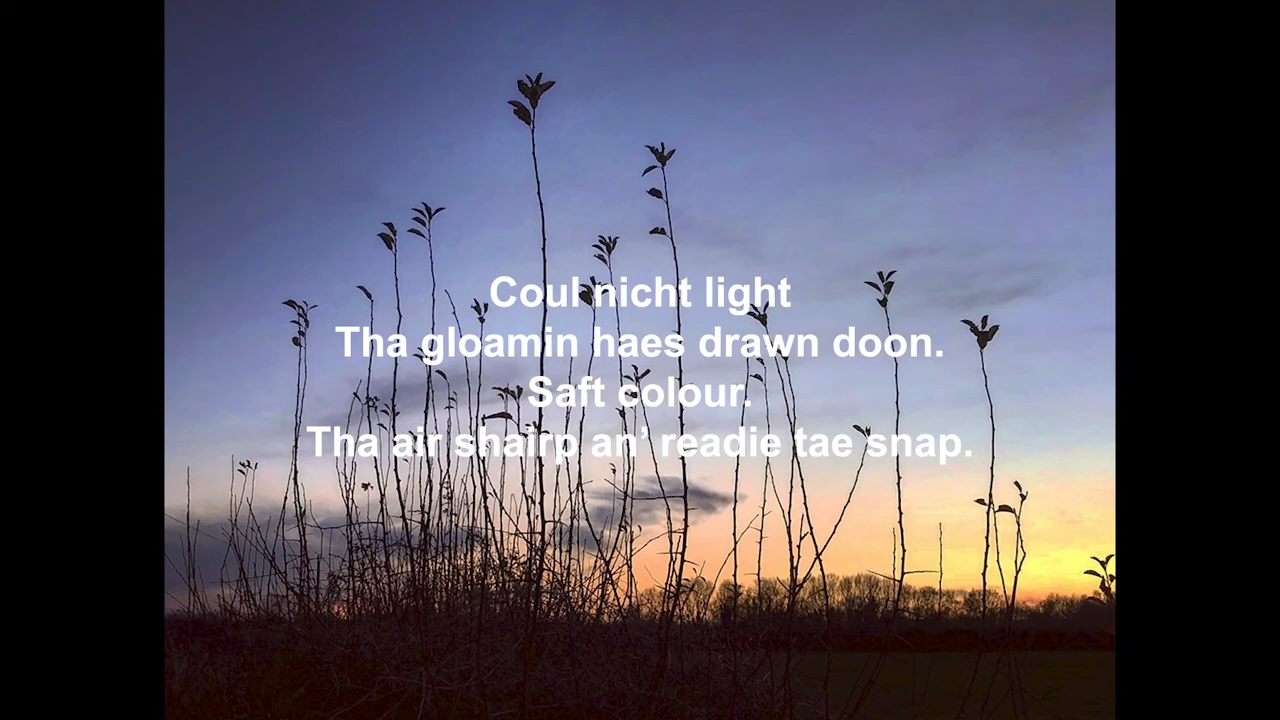 Coul nicht light
Tha gloamin haes drawn doon.
Saft colour.
Tha air shairp an’ readie tae snap.